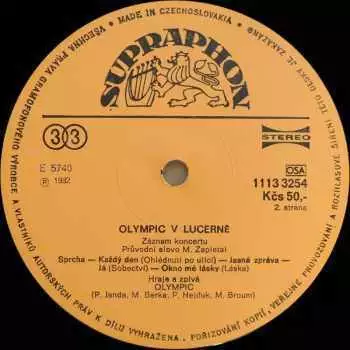 MADE IN CZECHOSLOVAKIA
VŠECHNA PRÁVA GRAMOFONOVÉHO VÝROBCE A VLASTNÍKŮ AUTORSKÝCH PRÁV K DÍLU VYHRAŽENA. POŘIZOVÁNÍ KOPIÍ, VEŘEJNÉ PROVOZOVÁNÍ A ROZHLASOVÉ ŠÍŘENÍ TÉTO DESKY JE ZAKÁZÁNO
SUPRAPHON
33
STEREO
E 5740
OSA
Ⓟ 1982
1113 3254
Kčs 50,-
2. strana
OLYMPIC V LUCERNĚ
Záznam koncertu
Průvodní slovo M. Zapletal
Sprcha – Každý den (Ohlédnutí po ulici) – Jasná zpráva –
Já (Sobectví) – Okno mé lásky (Láska)
Hraje a zpívá
OLYMPIC
(P. Janda, M. Berka, P. Hejduk, M. Broum)